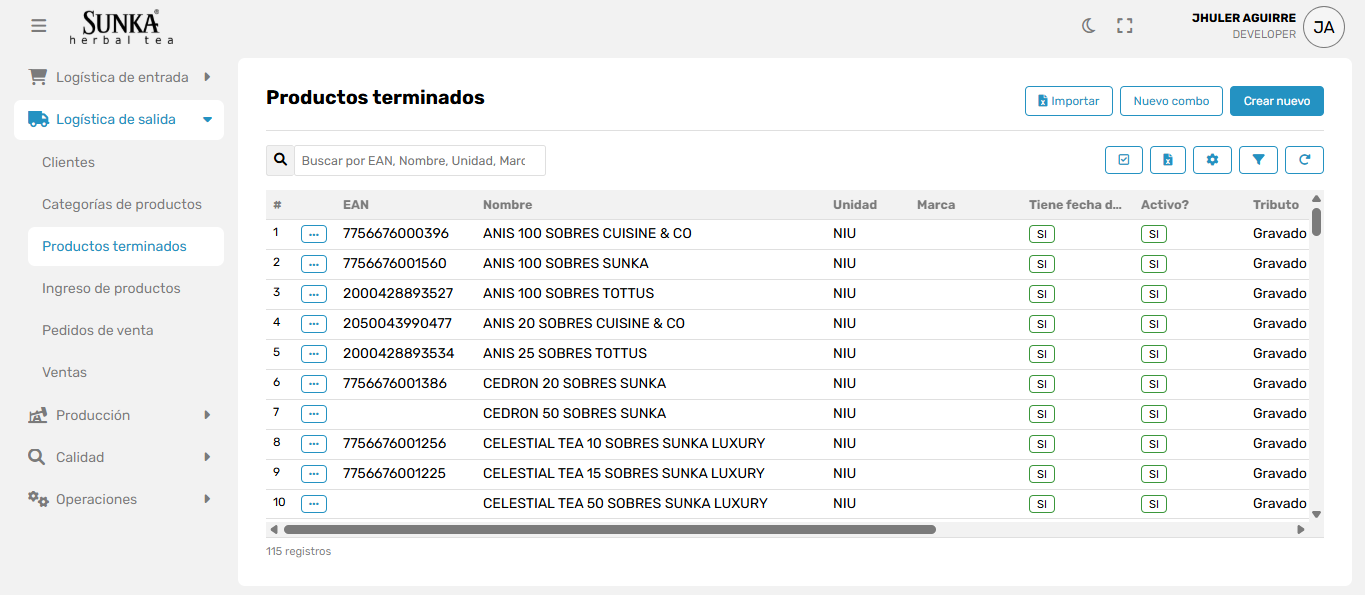 SUNKA®
herbal tea
JHULER AGUIRRE
DEVELOPER
JA
Logística de entrada
Logística de salida
Clientes
Categorías de productos
Productos terminados
Ingreso de productos
Pedidos de venta
Ventas
Producción
Calidad
Operaciones
Productos terminados
Importar Nuevo combo Crear nuevo
Buscar por EAN, Nombre, Unidad, Marc
# EAN Nombre Unidad Marca Tiene fecha d... Activo? Tributo
1 ... 7756676000396 ANIS 100 SOBRES CUISINE & CO NIU SI SI Gravado
2 ... 7756676001560 ANIS 100 SOBRES SUNKA NIU SI SI Gravado
3 ... 2000428893527 ANIS 100 SOBRES TOTTUS NIU SI SI Gravado
4 ... 2050043990477 ANIS 20 SOBRES CUISINE & CO NIU SI SI Gravado
5 ... 2000428893534 ANIS 25 SOBRES TOTTUS NIU SI SI Gravado
6 ... 7756676001386 CEDRON 20 SOBRES SUNKA NIU SI SI Gravado
7 ... CEDRON 50 SOBRES SUNKA NIU SI SI Gravado
8 ... 7756676001256 CELESTIAL TEA 10 SOBRES SUNKA LUXURY NIU SI SI Gravado
9 ... 7756676001225 CELESTIAL TEA 15 SOBRES SUNKA LUXURY NIU SI SI Gravado
10 ... CELESTIAL TEA 50 SOBRES SUNKA LUXURY NIU SI SI Gravado
115 registros